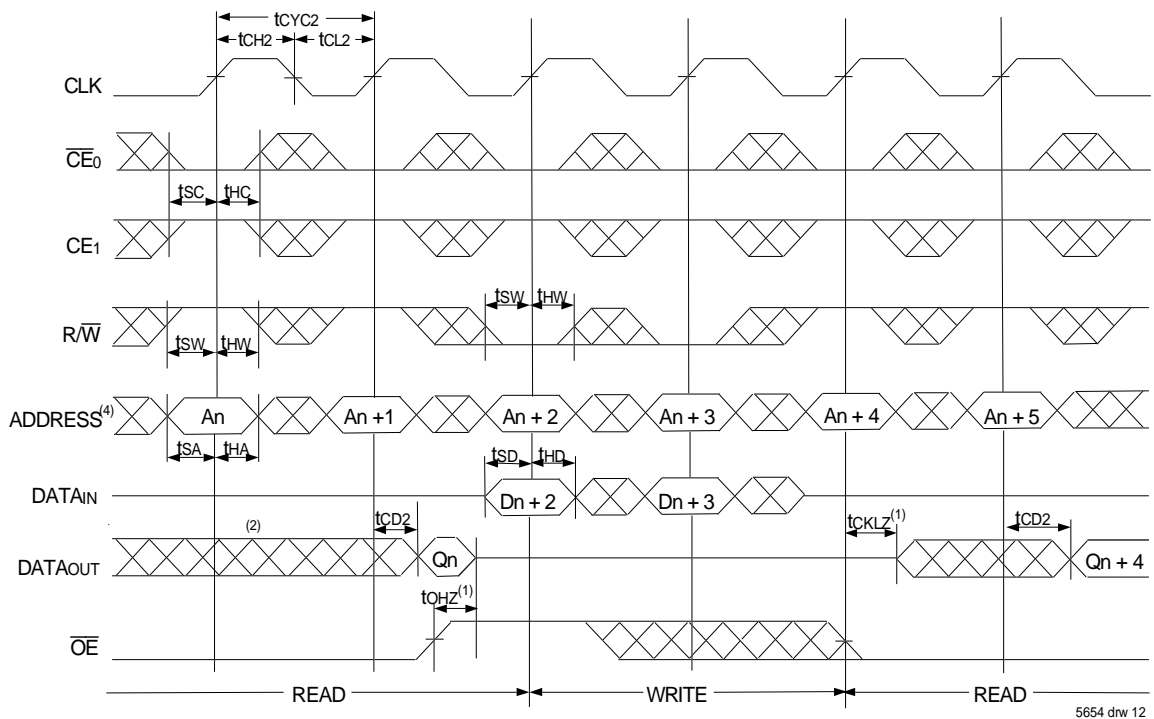 tCYC2
tCH2 tCL2
CLK
CE0
tSC tHC
CE1
tSW tHW
R/W
tSW tHW
ADDRESS(4) An An + 1 An + 2 An + 3 An + 4 An + 5
tSA tHA tSD tHD
DATAIN Dn + 2 Dn + 3
(2) tCD2 tCKLZ(1) tCD2
DATAOUT Qn Qn + 4
tOHZ(1)
OE
READ WRITE READ
5654 drw 12